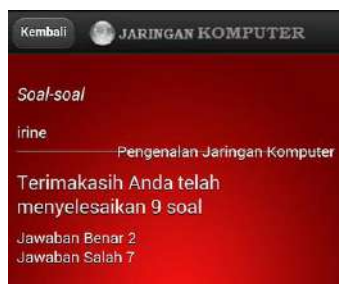 Kembali
JARINGAN KOMPUTER
Soal-soal
irine
Pengenalan Jaringan Komputer
Terimakasih Anda telah
menyelesaikan 9 soal
Jawaban Benar 2
Jawaban Salah 7